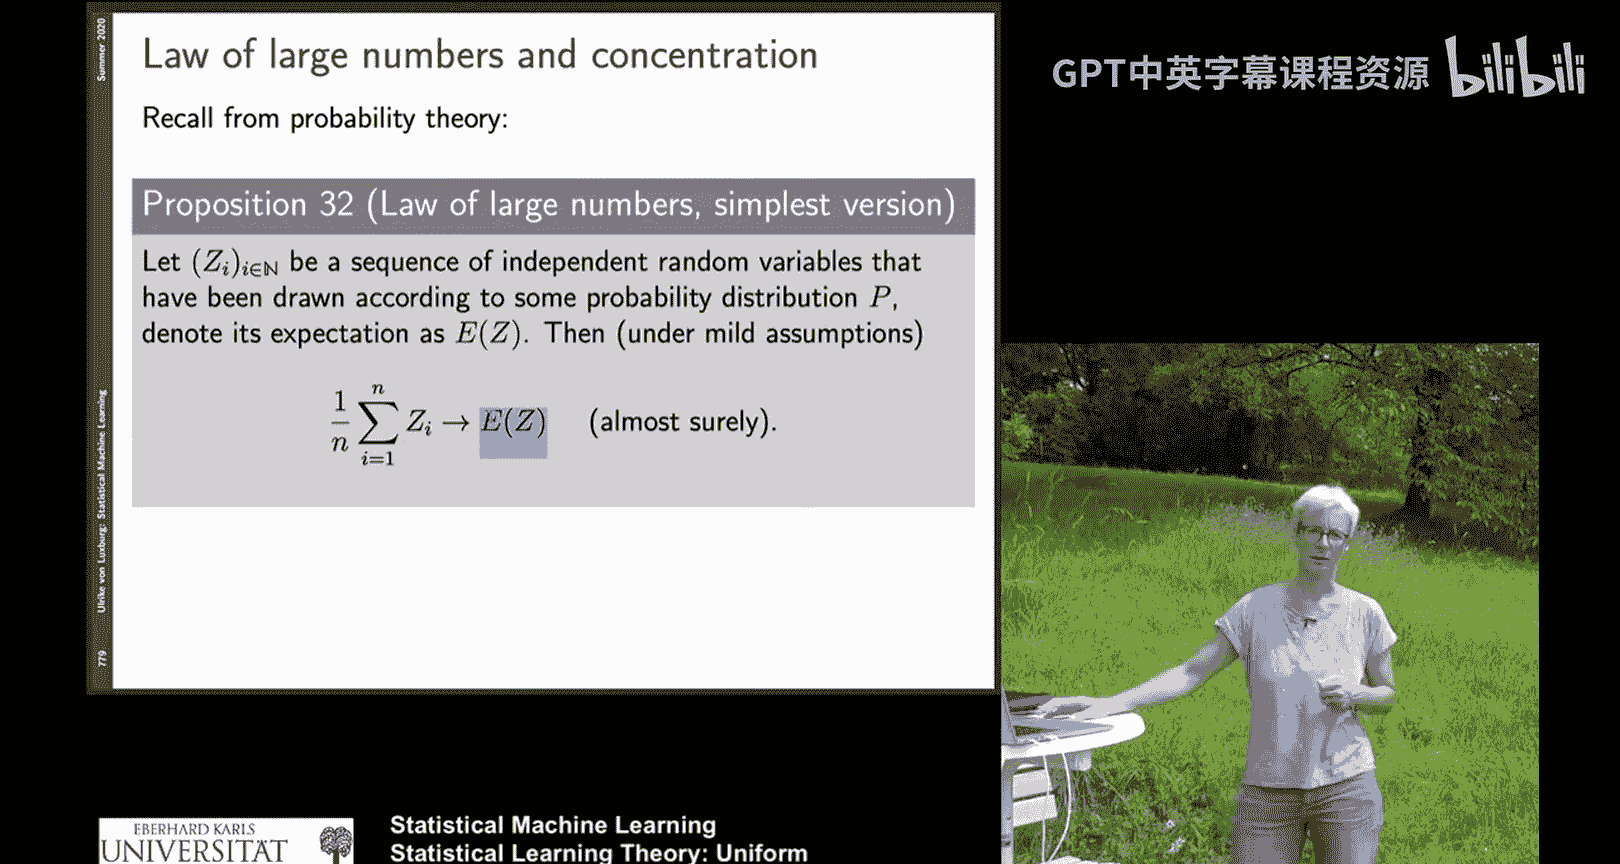 Law of large numbers and concentration
Recall from probability theory:
Proposition 32 (Law of large numbers, simplest version)
Let (Z_i)_{i∈ℕ} be a sequence of independent random variables that
have been drawn according to some probability distribution P,
denote its expectation as E(Z). Then (under mild assumptions)
1/n ∑_{i=1}^{n} Z_i → E(Z) (almost surely).
Summer 2020
Ulrike von Luxburg: Statistical Machine Learning
779
GPT中英字幕课程资源 bilibili
EBERHARD KARLS
UNIVERSITÄT
Statistical Machine Learning
Statistical Learning Theory: Uniform